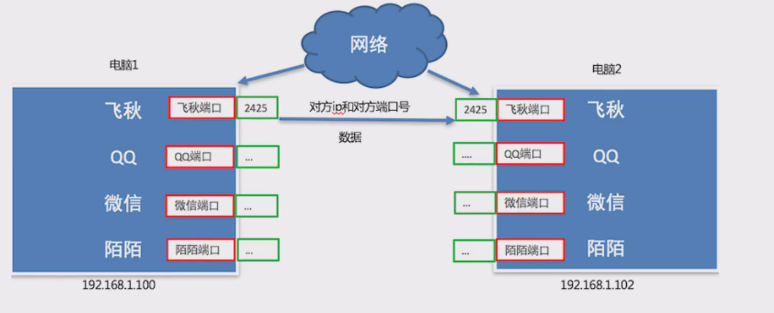 网络
电脑1
电脑2
飞秋 飞秋端口 2425
对方ip和对方端口号
2425 飞秋端口 飞秋
数据
QQ QQ端口 ...
.... QQ端口 QQ
微信 微信端口 ...
... 微信端口 微信
陌陌 陌陌端口 ...
... 陌陌端口 陌陌
192.168.1.100
192.168.1.102